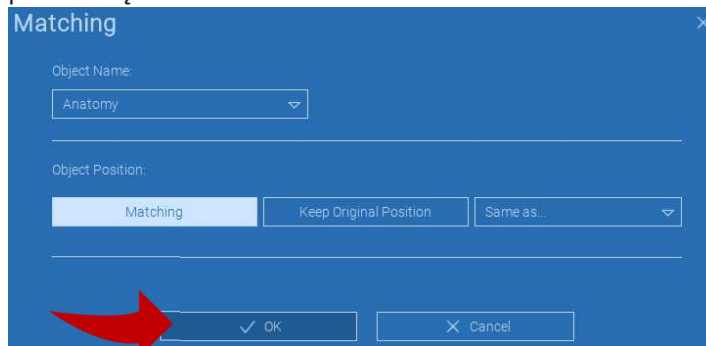 Matching
Object Name:
Anatomy
Object Position:
Matching Keep Original Position Same as...
OK Cancel